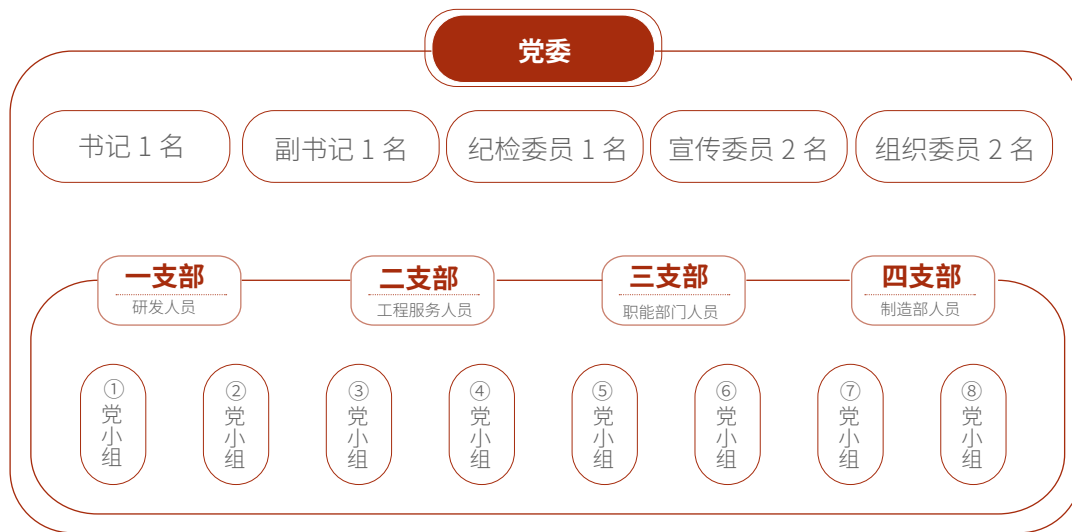 党委
书记 1 名
副书记 1 名
纪检委员 1 名
宣传委员 2 名
组织委员 2 名
一支部
研发人员
二支部
工程服务人员
三支部
职能部门人员
四支部
制造部人员
①党小组
②党小组
③党小组
④党小组
⑤党小组
⑥党小组
⑦党小组
⑧党小组